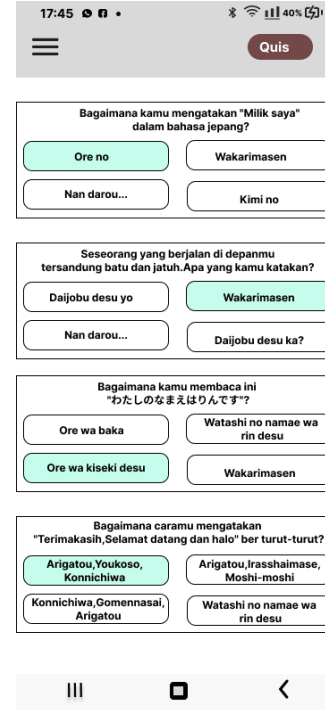 17:45
40%
Quis
Bagaimana kamu mengatakan "Milik saya"
dalam bahasa jepang?
Ore no
Wakarimasen
Nan darou...
Kimi no
Seseorang yang berjalan di depanmu
tersandung batu dan jatuh.Apa yang kamu katakan?
Daijobu desu yo
Wakarimasen
Nan darou...
Daijobu desu ka?
Bagaimana kamu membaca ini
"わたしのなまえはりんです"?
Ore wa baka
Watashi no namae wa
rin desu
Ore wa kiseki desu
Wakarimasen
Bagaimana caramu mengatakan
"Terimakasih,Selamat datang dan halo" ber turut-turut?
Arigatou,Youkoso,
Konnichiwa
Arigatou,Irasshaimase,
Moshi-moshi
Konnichiwa,Gomennasai,
Arigatou
Watashi no namae wa
rin desu